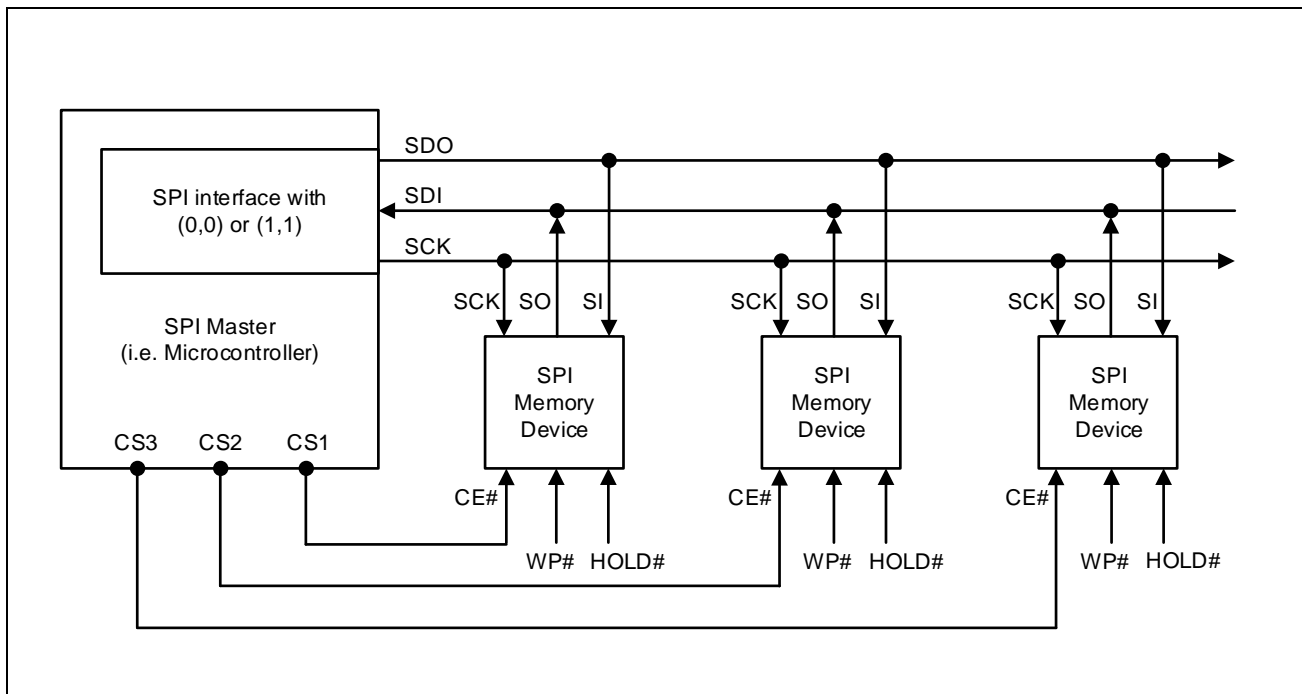 SDO
SPI interface with
(0,0) or (1,1)
SDI
SCK
SPI Master
(i.e. Microcontroller)
SCK SO SI
SCK SO SI
SCK SO SI
SPI
Memory
Device
SPI
Memory
Device
SPI
Memory
Device
CS3 CS2 CS1
CE#
WP# HOLD#
CE#
WP# HOLD#
CE#
WP# HOLD#